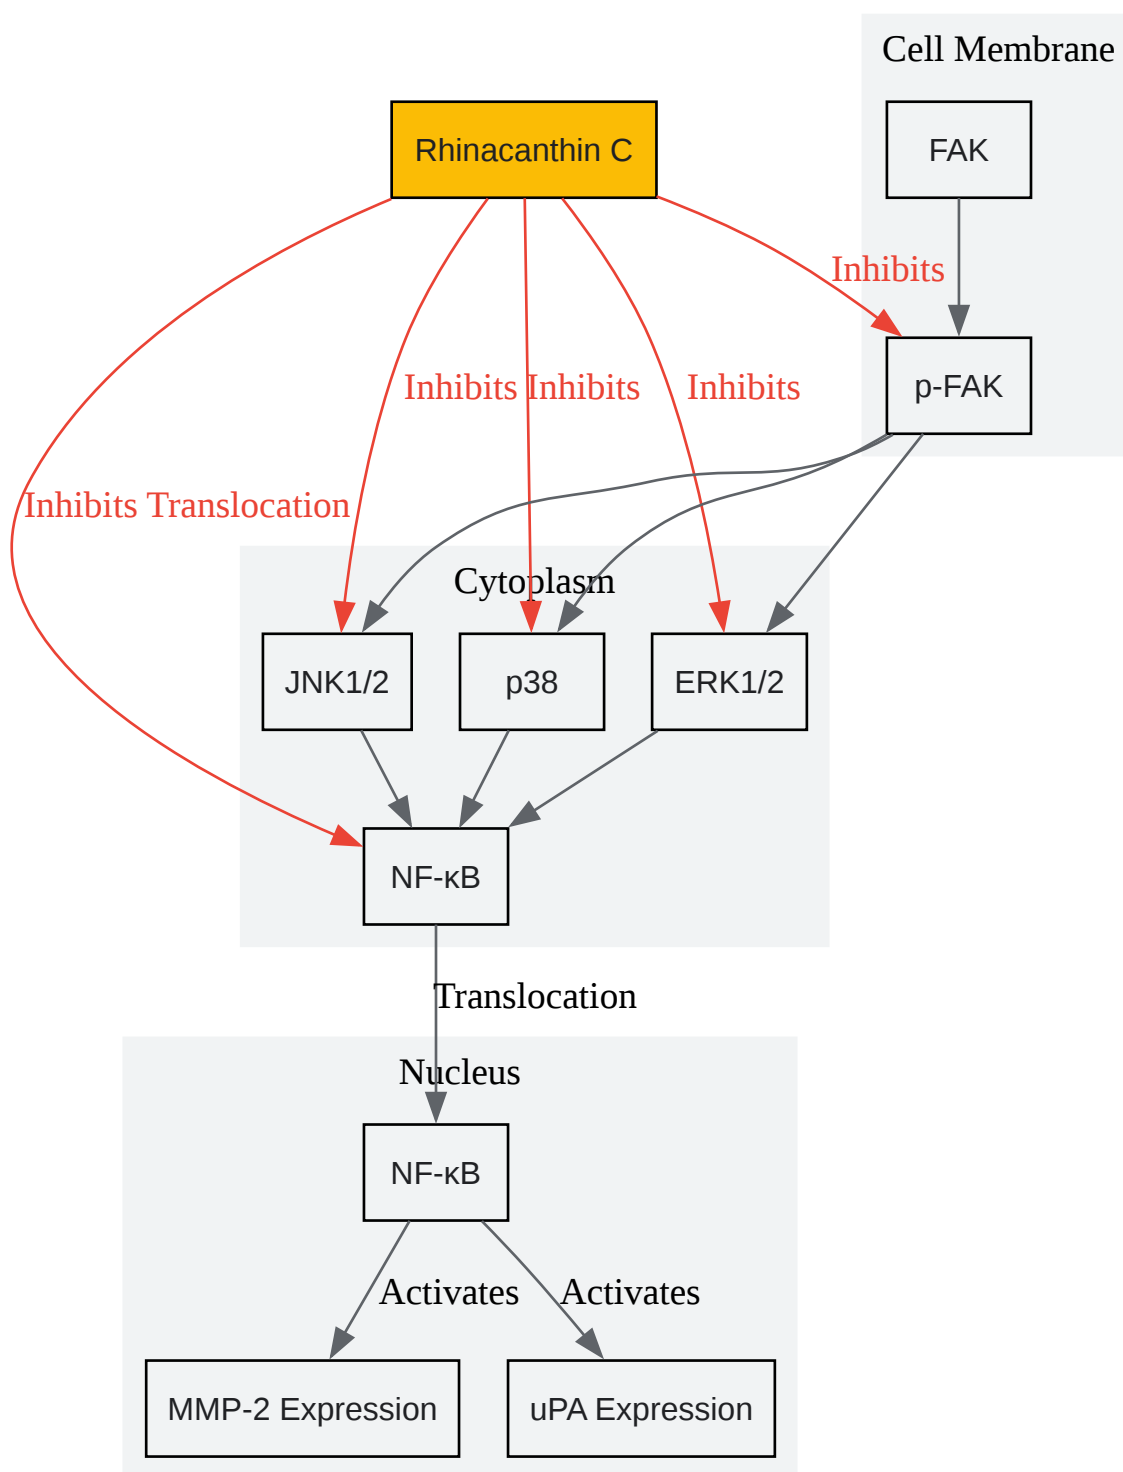 Cell Membrane
Rhinacanthin C
FAK
Inhibits
Inhibits
Inhibits
Inhibits
p-FAK
Inhibits Translocation
Cytoplasm
JNK1/2
p38
ERK1/2
NF-κB
Translocation
Nucleus
NF-κB
Activates
Activates
MMP-2 Expression
uPA Expression